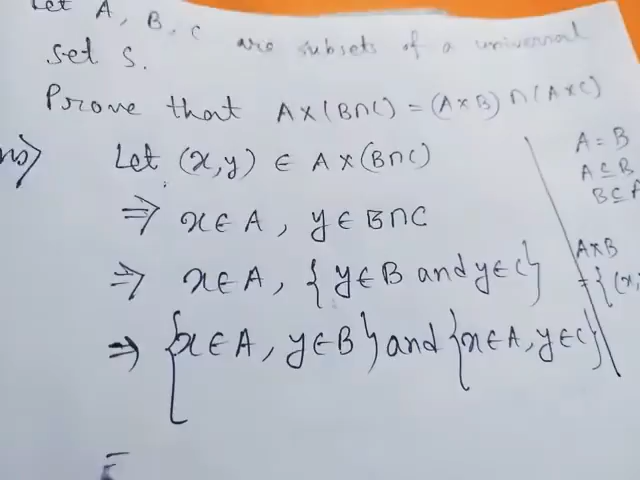 Let A, B, C are subsets of a universal
set S.
Prove that A×(B∩C) = (A×B)∩(A×C)
Let (x,y) ∈ A×(B∩C)
⇒ x∈A, y∈B∩C
⇒ x∈A, {y∈B and y∈C}
⇒ {x∈A, y∈B} and {x∈A, y∈C}
A = B
A⊆B
B⊆A
A×B
= {(x,